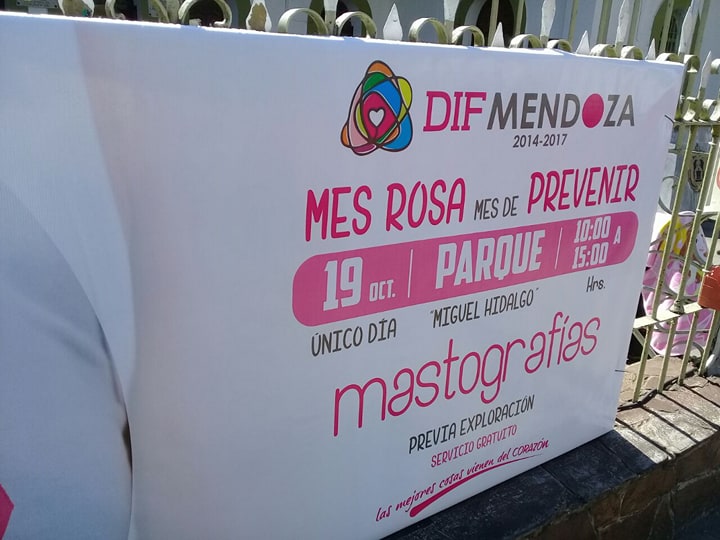 DIF MENDOZA
2014-2017
MES ROSA MES DE PREVENIR
19 OCT. PARQUE 10:00 A 15:00
ÚNICO DÍA "MIGUEL HIDALGO" Hrs.
mastografías
PREVIA EXPLORACIÓN
SERVICIO GRATUITO
las mejores cosas vienen del CORAZÓN